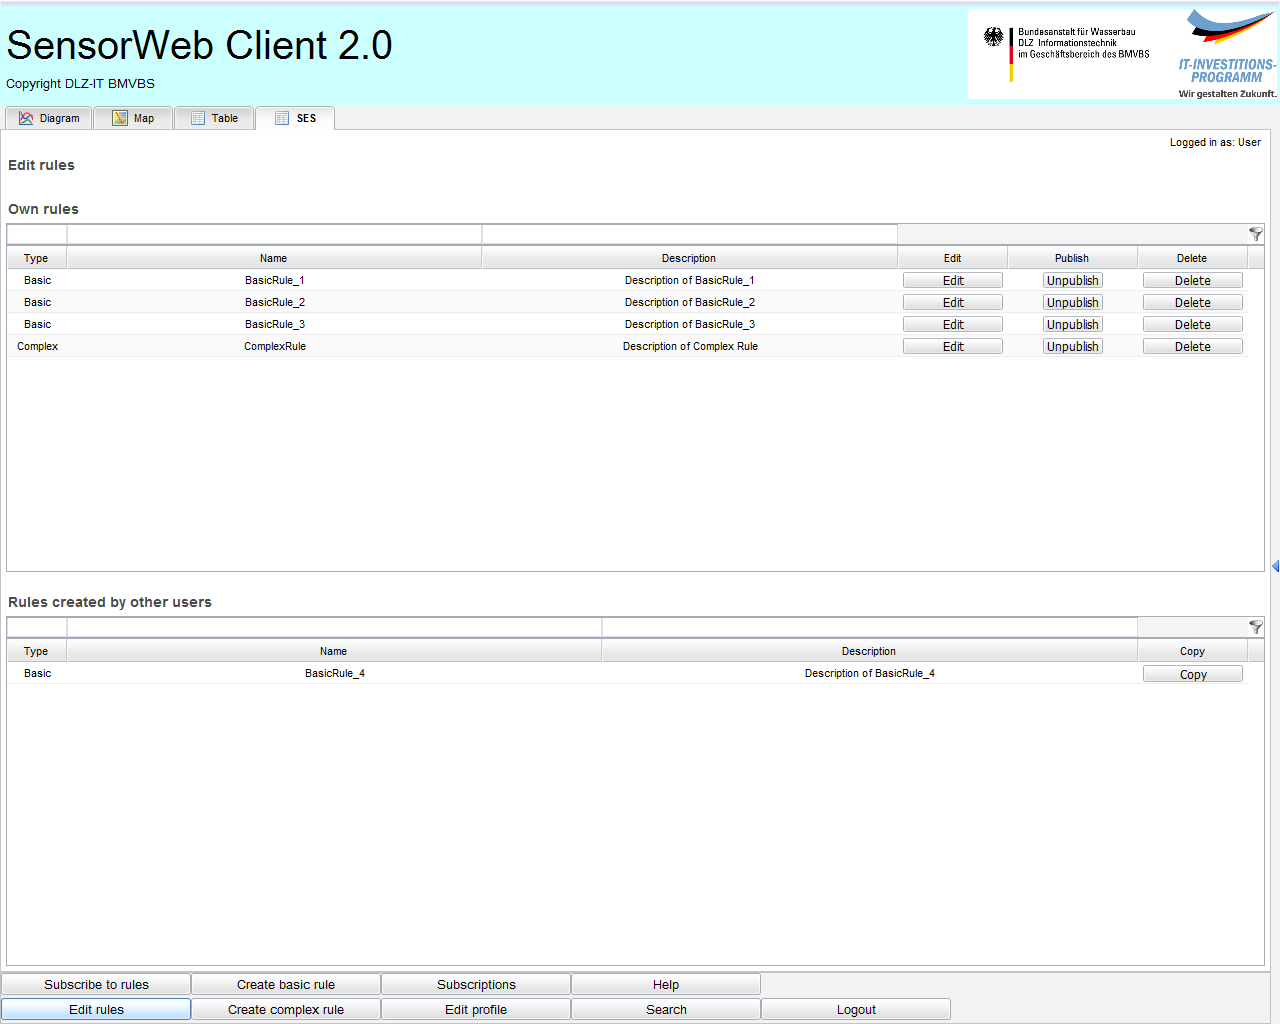 SensorWeb Client 2.0
Copyright DLZ-IT BMVBS
Bundesanstalt für Wasserbau
DLZ Informationstechnik
im Geschäftsbereich des BMVBS
IT-INVESTITIONS-
PROGRAMM
Wir gestalten Zukunft.
Diagram Map Table SES
Logged in as: User
Edit rules
Own rules
Type Name Description Edit Publish Delete
Basic BasicRule_1 Description of BasicRule_1 Edit Unpublish Delete
Basic BasicRule_2 Description of BasicRule_2 Edit Unpublish Delete
Basic BasicRule_3 Description of BasicRule_3 Edit Unpublish Delete
Complex ComplexRule Description of Complex Rule Edit Unpublish Delete
Rules created by other users
Type Name Description Copy
Basic BasicRule_4 Description of BasicRule_4 Copy
Subscribe to rules Create basic rule Subscriptions Help
Edit rules Create complex rule Edit profile Search Logout